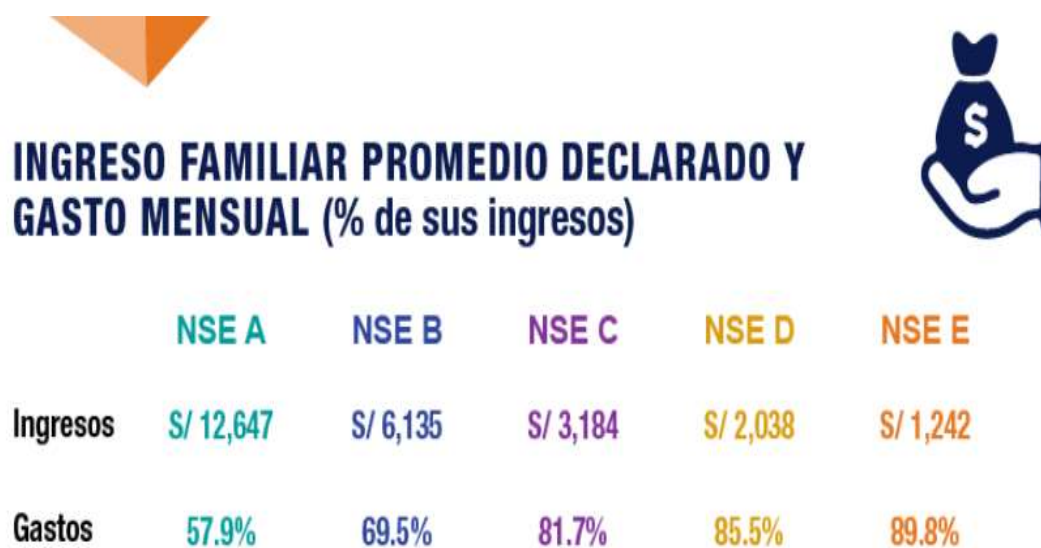 $
INGRESO FAMILIAR PROMEDIO DECLARADO Y
GASTO MENSUAL (% de sus ingresos)
NSE A NSE B NSE C NSE D NSE E
Ingresos S/ 12,647 S/ 6,135 S/ 3,184 S/ 2,038 S/ 1,242
Gastos 57.9% 69.5% 81.7% 85.5% 89.8%